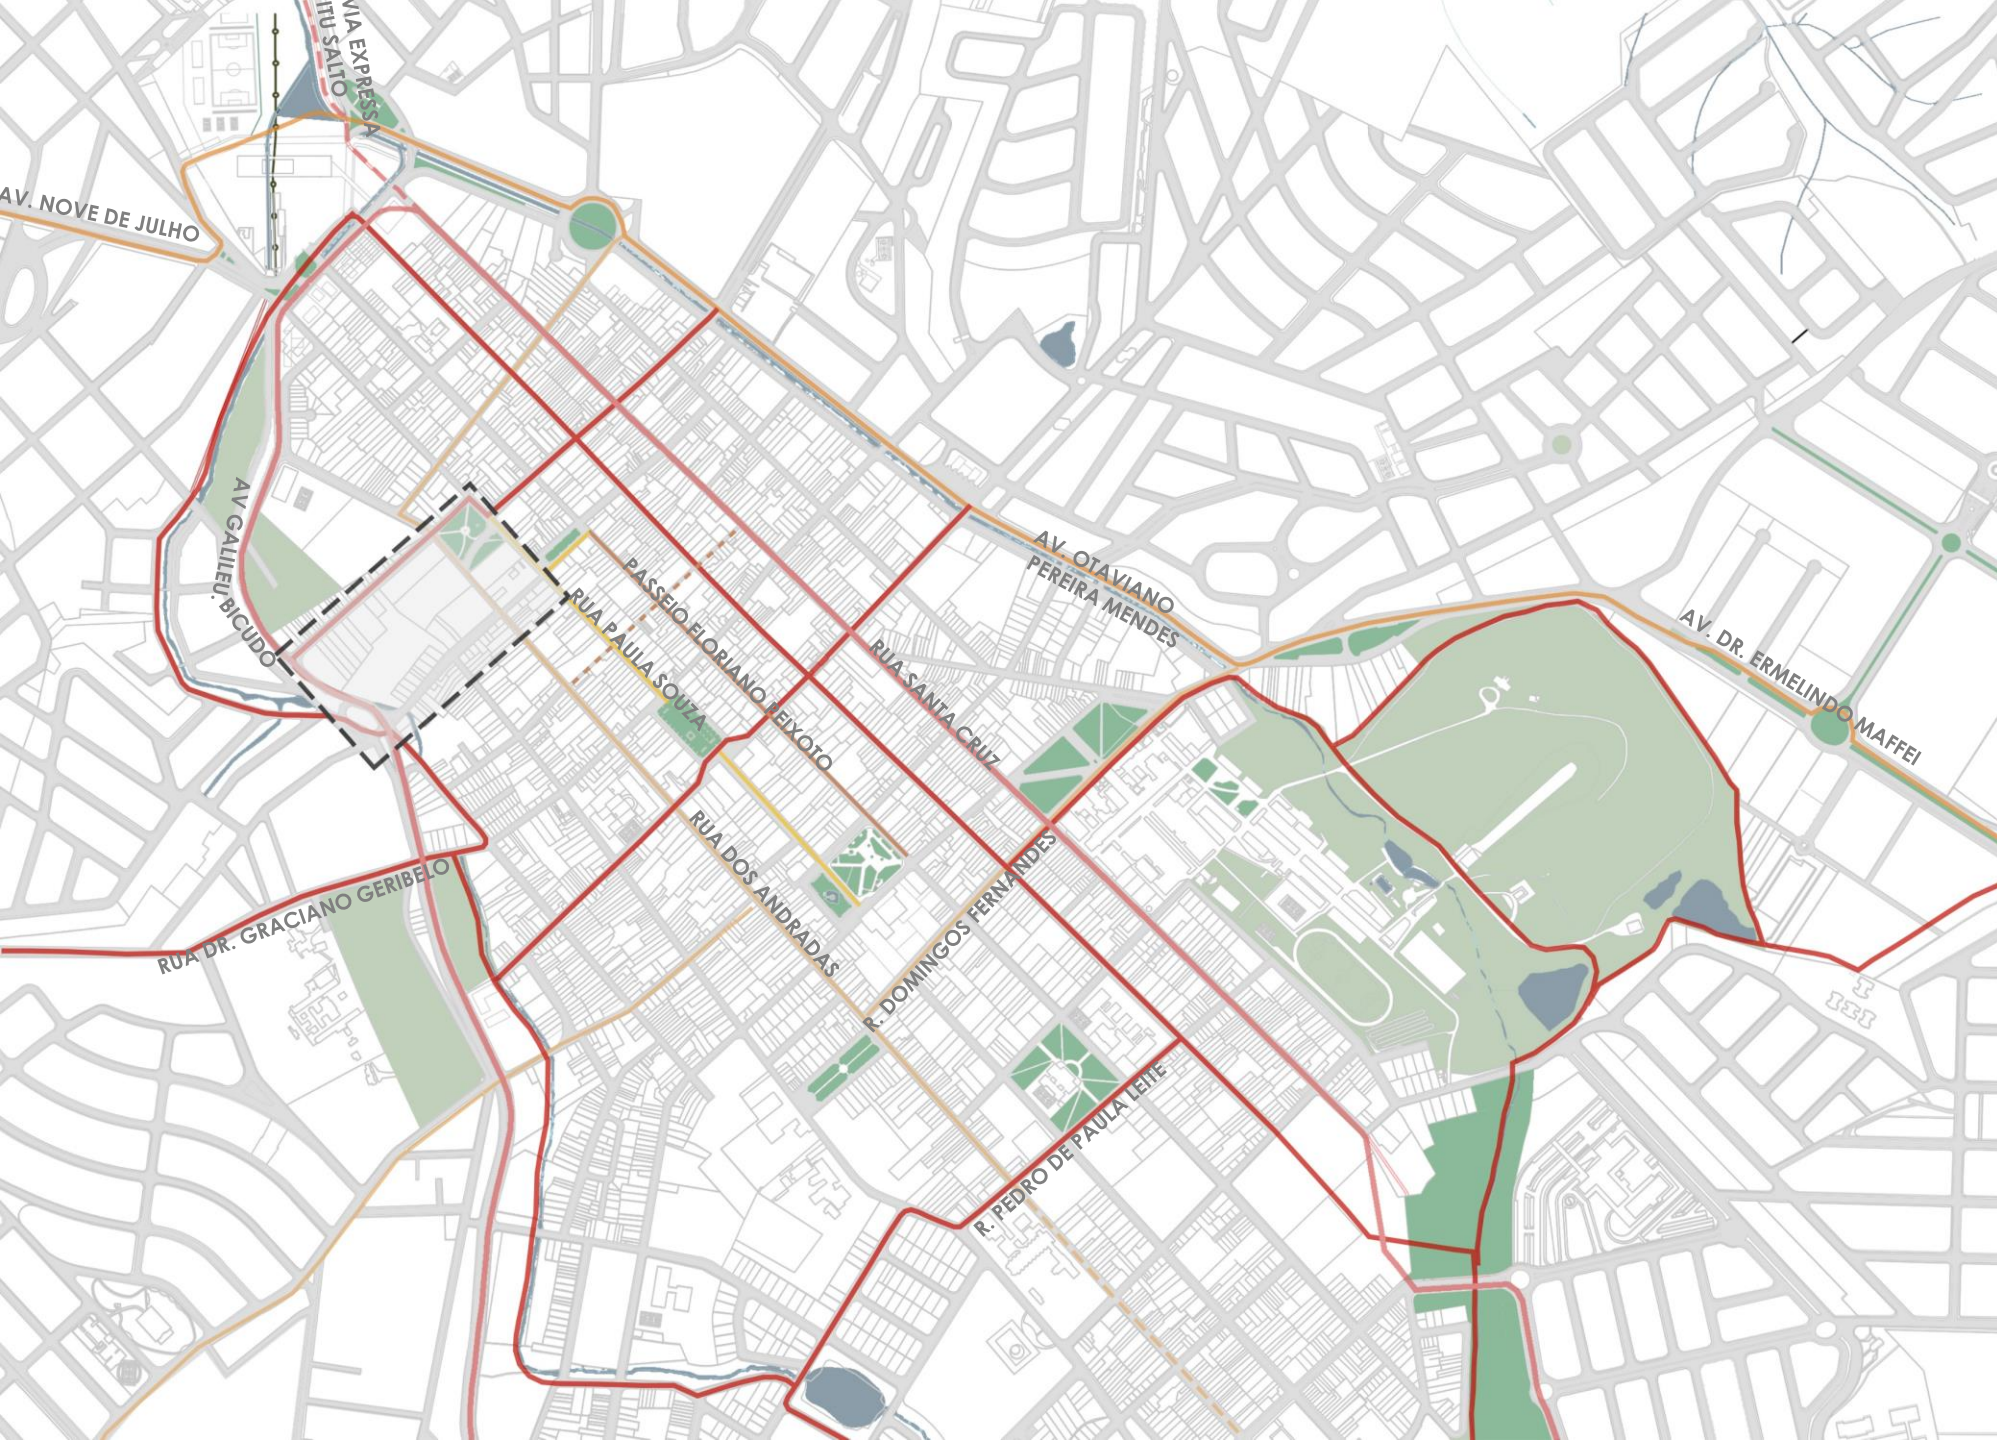 VIA EXPRESSA
ITU SALTO
AV. NOVE DE JULHO
AV GALILEU. BICUDO
AV. OTAVIANO
PEREIRA MENDES
PASSEIO FLORIANO PEIXOTO
RUA PAULA SOUZA
RUA SANTA CRUZ
AV. DR. ERMELINDO MAFFEI
RUA DOS ANDRADAS
R. DOMINGOS FERNANDES
RUA DR. GRACIANO GERIBELO
R. PEDRO DE PAULA LEITE